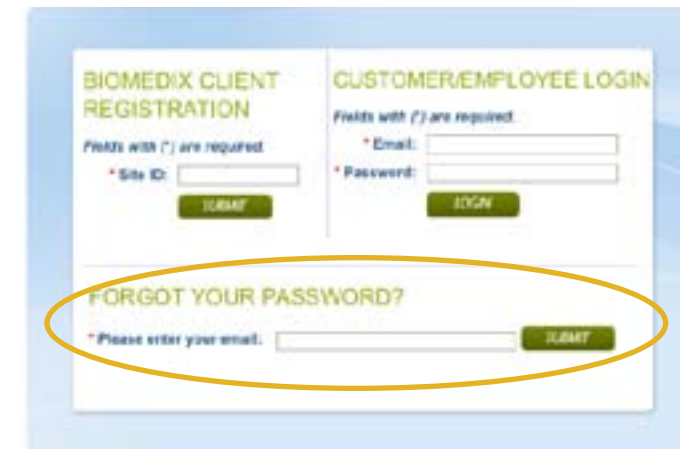 BIOMEDIX CLIENT
REGISTRATION
Fields with (*) are required.
* Site ID:
SUBMIT
CUSTOMER/EMPLOYEE LOGIN
Fields with (*) are required.
* Email:
* Password:
LOGIN
FORGOT YOUR PASSWORD?
* Please enter your email:
SUBMIT